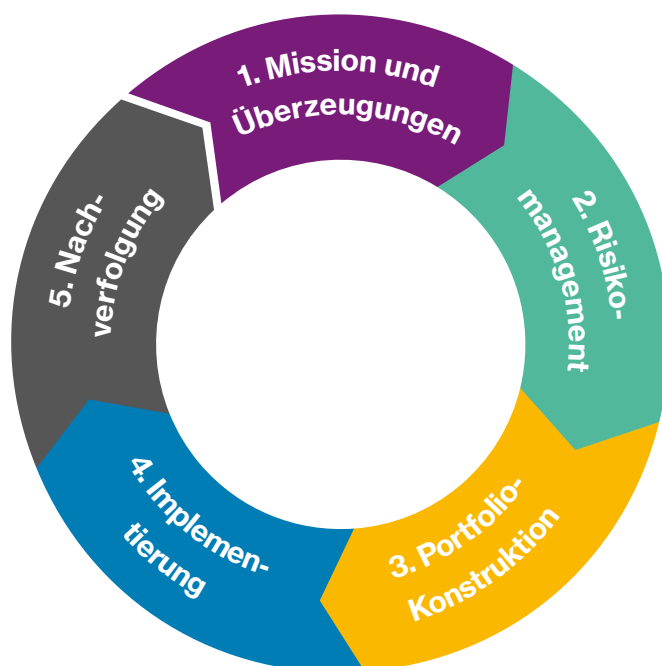 1. Mission und
Überzeugungen
2. Risiko-
management
3. Portfolio-
Konstruktion
4. Implemen-
tierung
5. Nach-
verfolgung